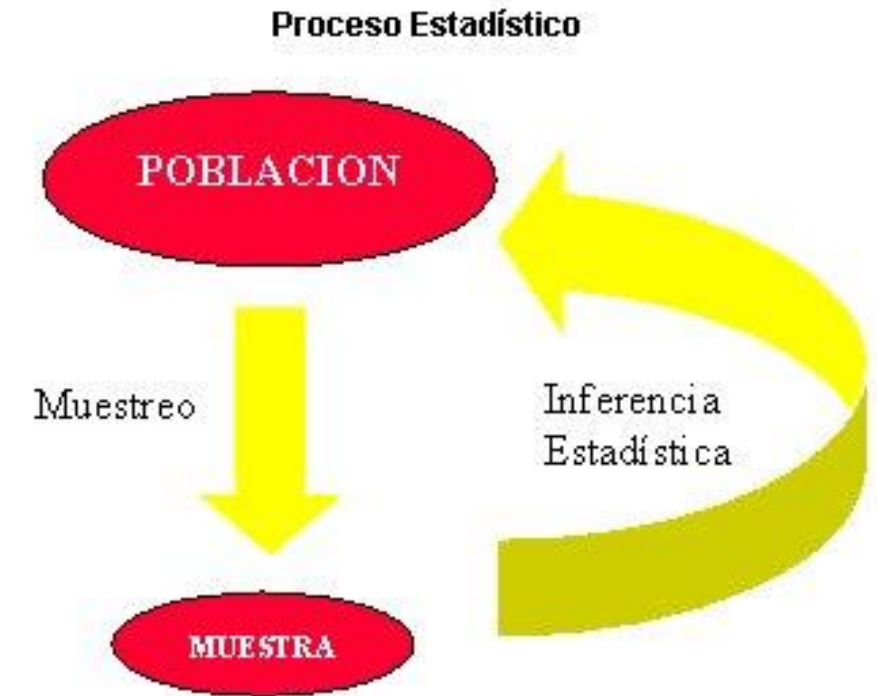 Proceso Estadístico
POBLACION
Muestreo
Inferencia
Estadística
MUESTRA